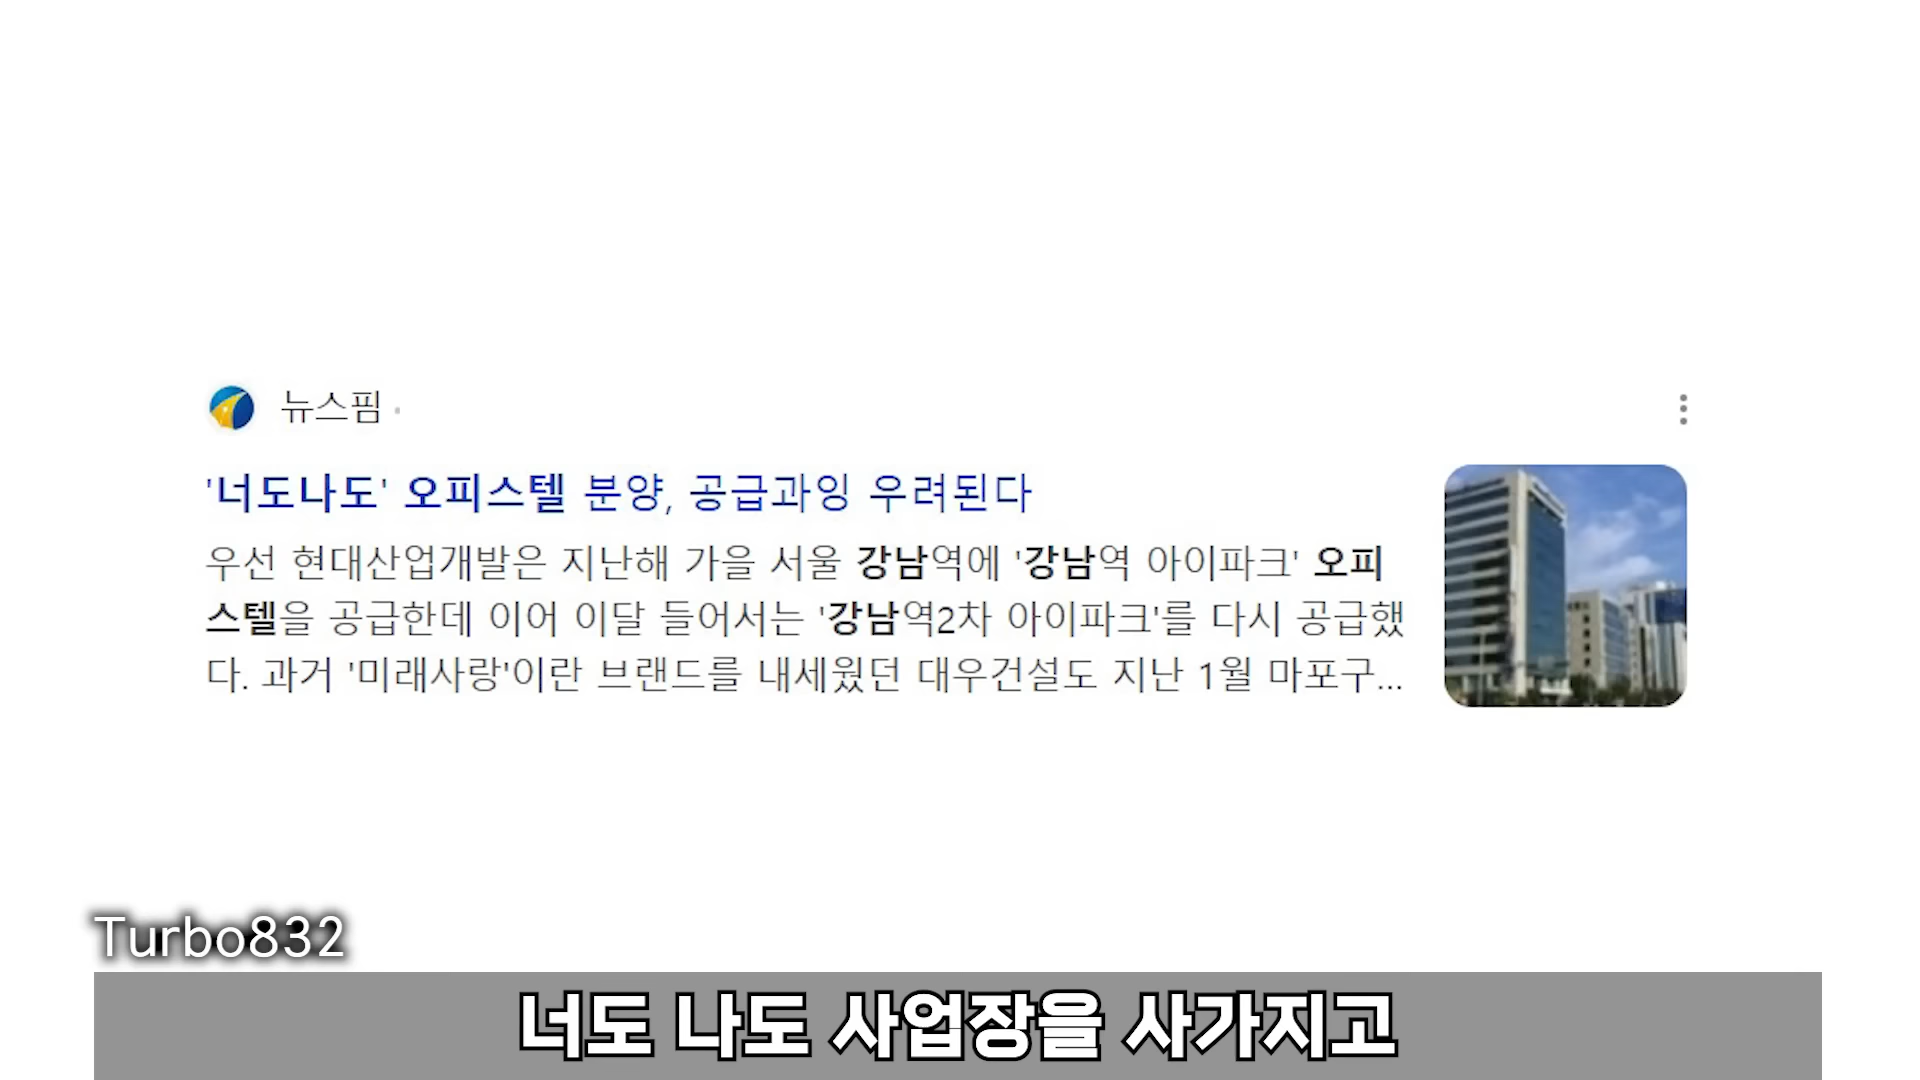 뉴스핌
'너도나도' 오피스텔 분양, 공급과잉 우려된다
우선 현대산업개발은 지난해 가을 서울 강남역에 '강남역 아이파크' 오피
스텔을 공급한데 이어 이달 들어서는 '강남역2차 아이파크'를 다시 공급했
다. 과거 '미래사랑'이란 브랜드를 내세웠던 대우건설도 지난 1월 마포구...
Turbo832
너도 나도 사업장을 사가지고